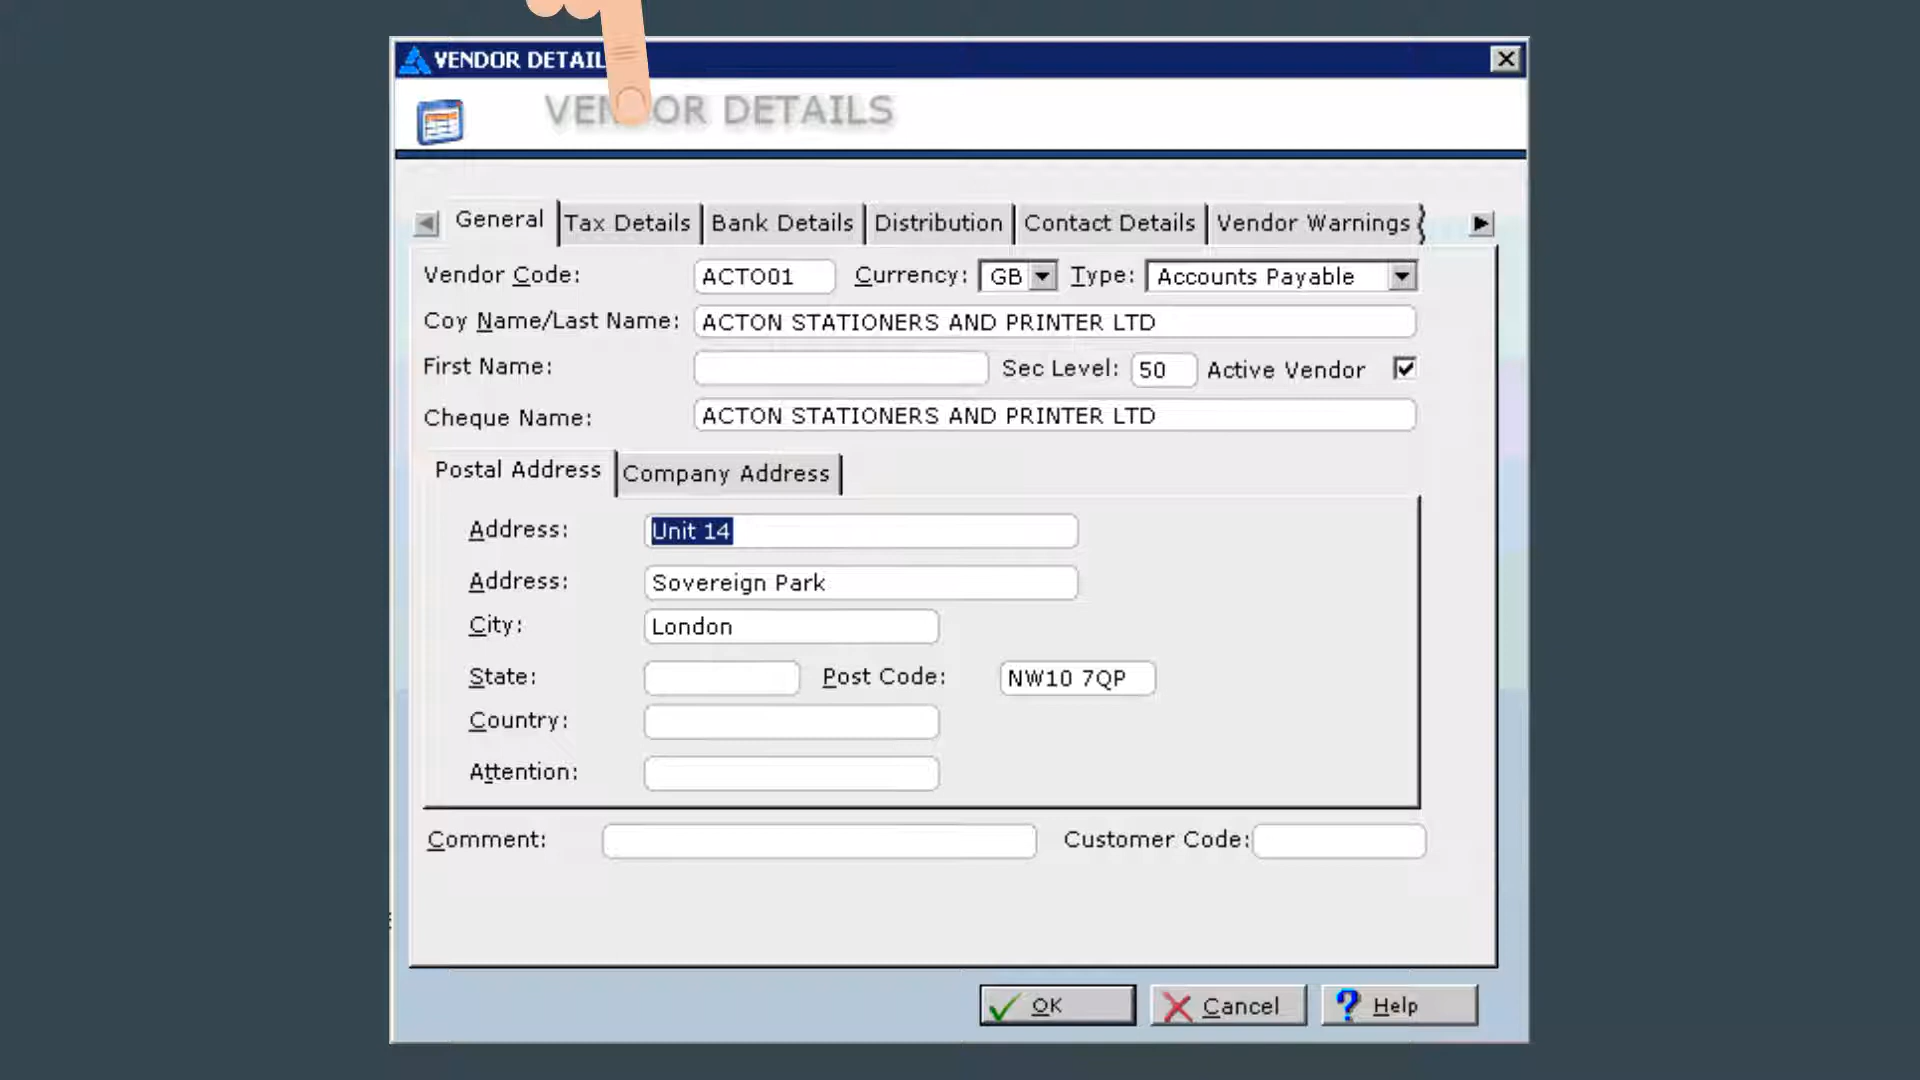 VENDOR DETAIL
VENDOR DETAILS
General Tax Details Bank Details Distribution Contact Details Vendor Warnings
Vendor Code: ACTO01 Currency: GB Type: Accounts Payable
Coy Name/Last Name: ACTON STATIONERS AND PRINTER LTD
First Name: Sec Level: 50 Active Vendor
Cheque Name: ACTON STATIONERS AND PRINTER LTD
Postal Address Company Address
Address: Unit 14
Address: Sovereign Park
City: London
State: Post Code: NW10 7QP
Country:
Attention:
Comment: Customer Code:
OK Cancel Help